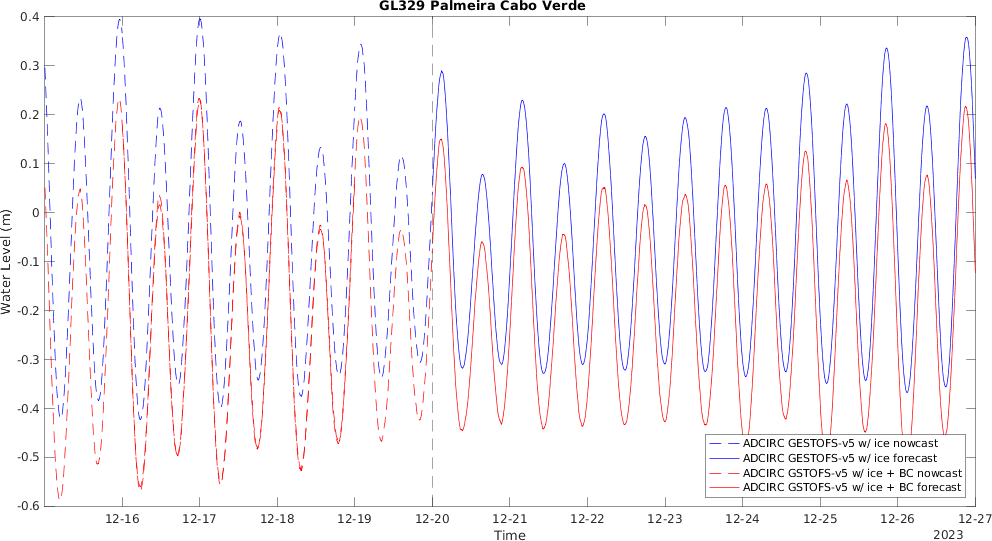 GL329 Palmeira Cabo Verde
0.4
0.3
0.2
0.1
0
-0.1
-0.2
-0.3
-0.4
-0.5
-0.6
Water Level (m)
ADCIRC GESTOFS-v5 w/ ice nowcast
ADCIRC GESTOFS-v5 w/ ice forecast
ADCIRC GSTOFS-v5 w/ ice + BC nowcast
ADCIRC GSTOFS-v5 w/ ice + BC forecast
12-16 12-17 12-18 12-19 12-20 12-21 12-22 12-23 12-24 12-25 12-26 12-27
Time
2023